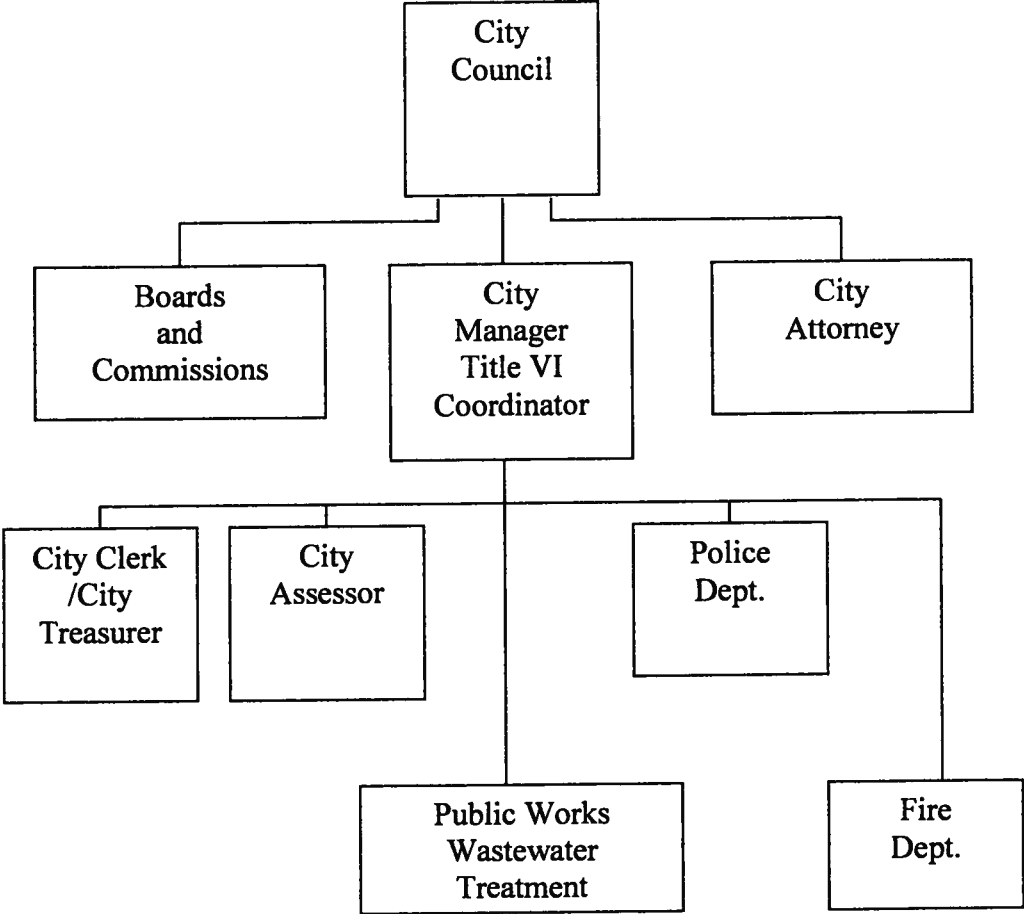 City
Council
Boards
and
Commissions
City
Manager
Title VI
Coordinator
City
Attorney
City Clerk
/City
Treasurer
City
Assessor
Police
Dept.
Public Works
Wastewater
Treatment
Fire
Dept.